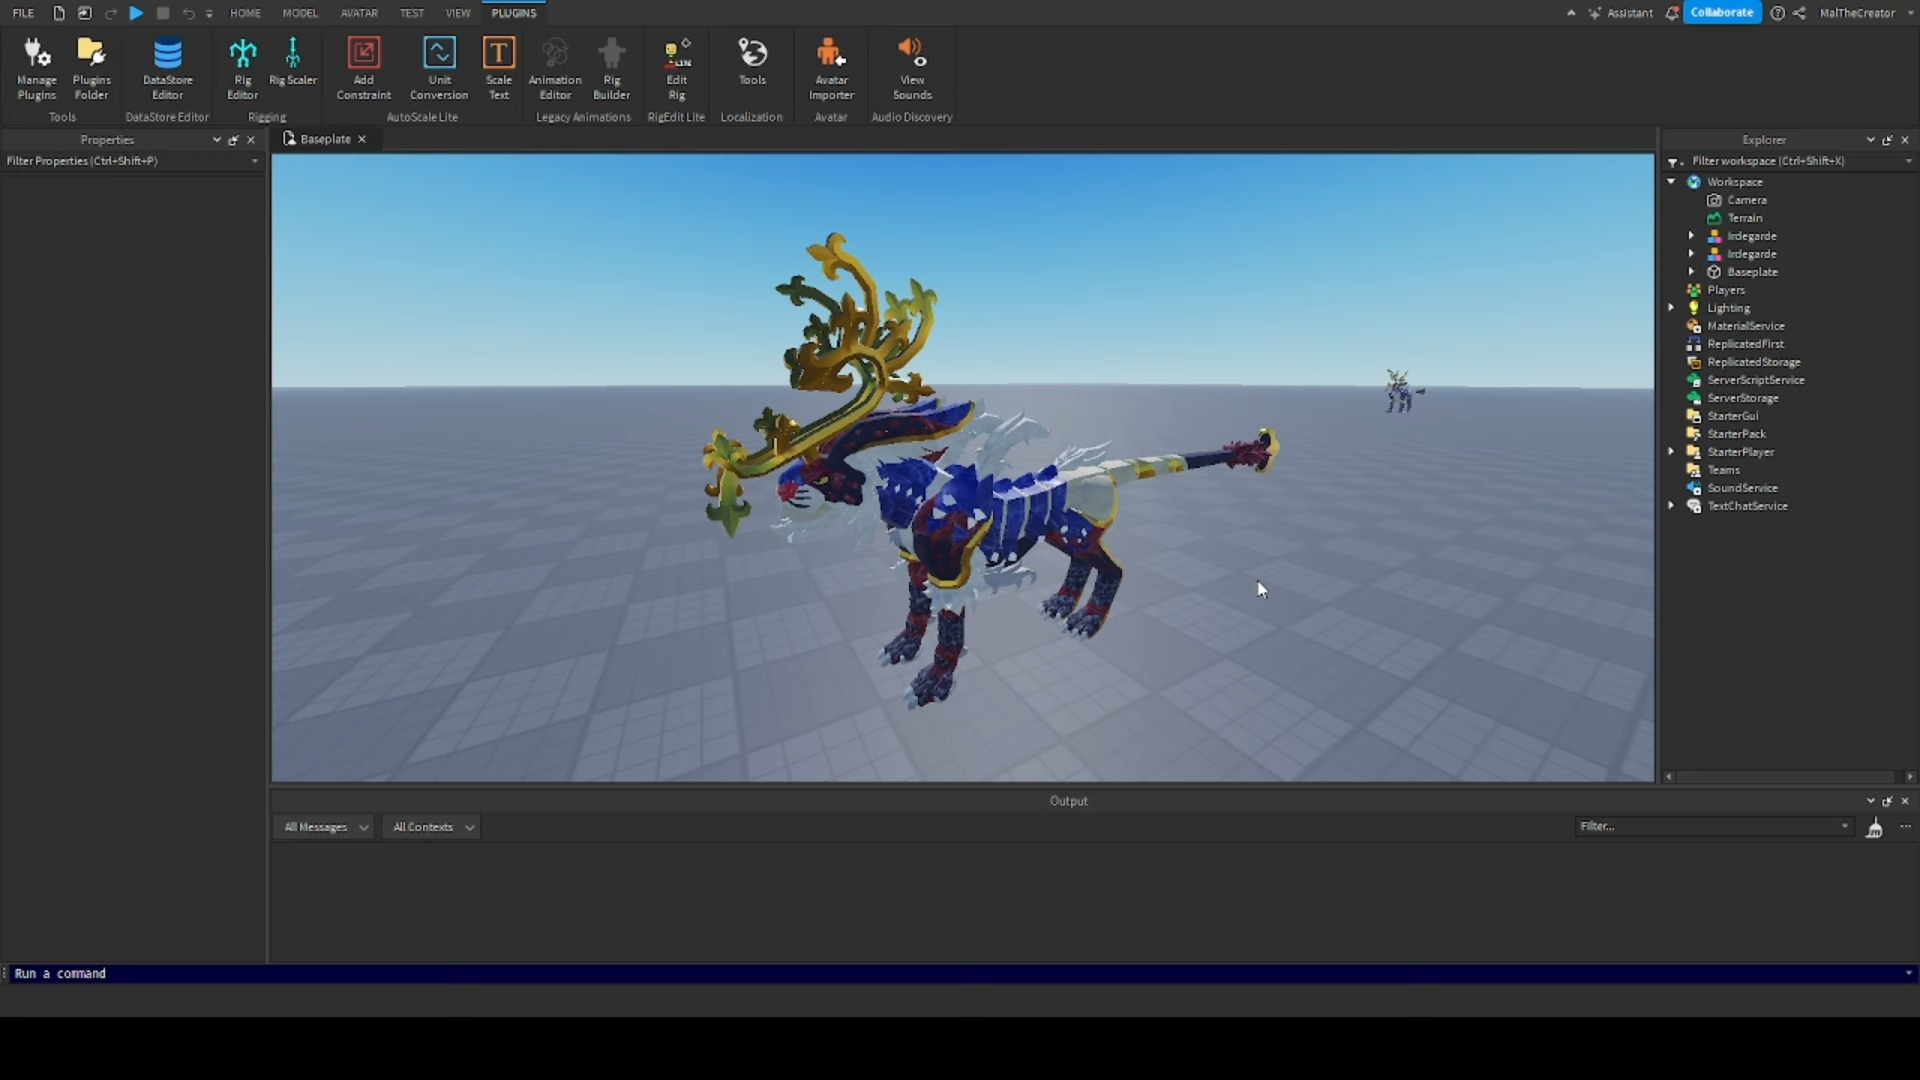 FILE HOME MODEL AVATAR TEST VIEW PLUGINS Assistant Collaborate MalTheCreator
Manage Plugins
Plugins Folder
DataStore Editor
Rig Editor
Rig Scaler
Add Constraint
Unit Conversion
Scale Text
Animation Editor
Rig Builder
LITE
Edit Rig
Tools
Avatar Importer
View Sounds
Tools DataStore Editor Rigging AutoScale Lite Legacy Animations RigEdit Lite Localization Avatar Audio Discovery
Properties
Filter Properties (Ctrl+Shift+P)
Baseplate
Explorer
Filter workspace (Ctrl+Shift+X)
Workspace
Camera
Terrain
Irdegarde
Irdegarde
Baseplate
Players
Lighting
MaterialService
ReplicatedFirst
ReplicatedStorage
ServerScriptService
ServerStorage
StarterGui
StarterPack
StarterPlayer
Teams
SoundService
TextChatService
Output
All Messages All Contexts Filter...
Run a command